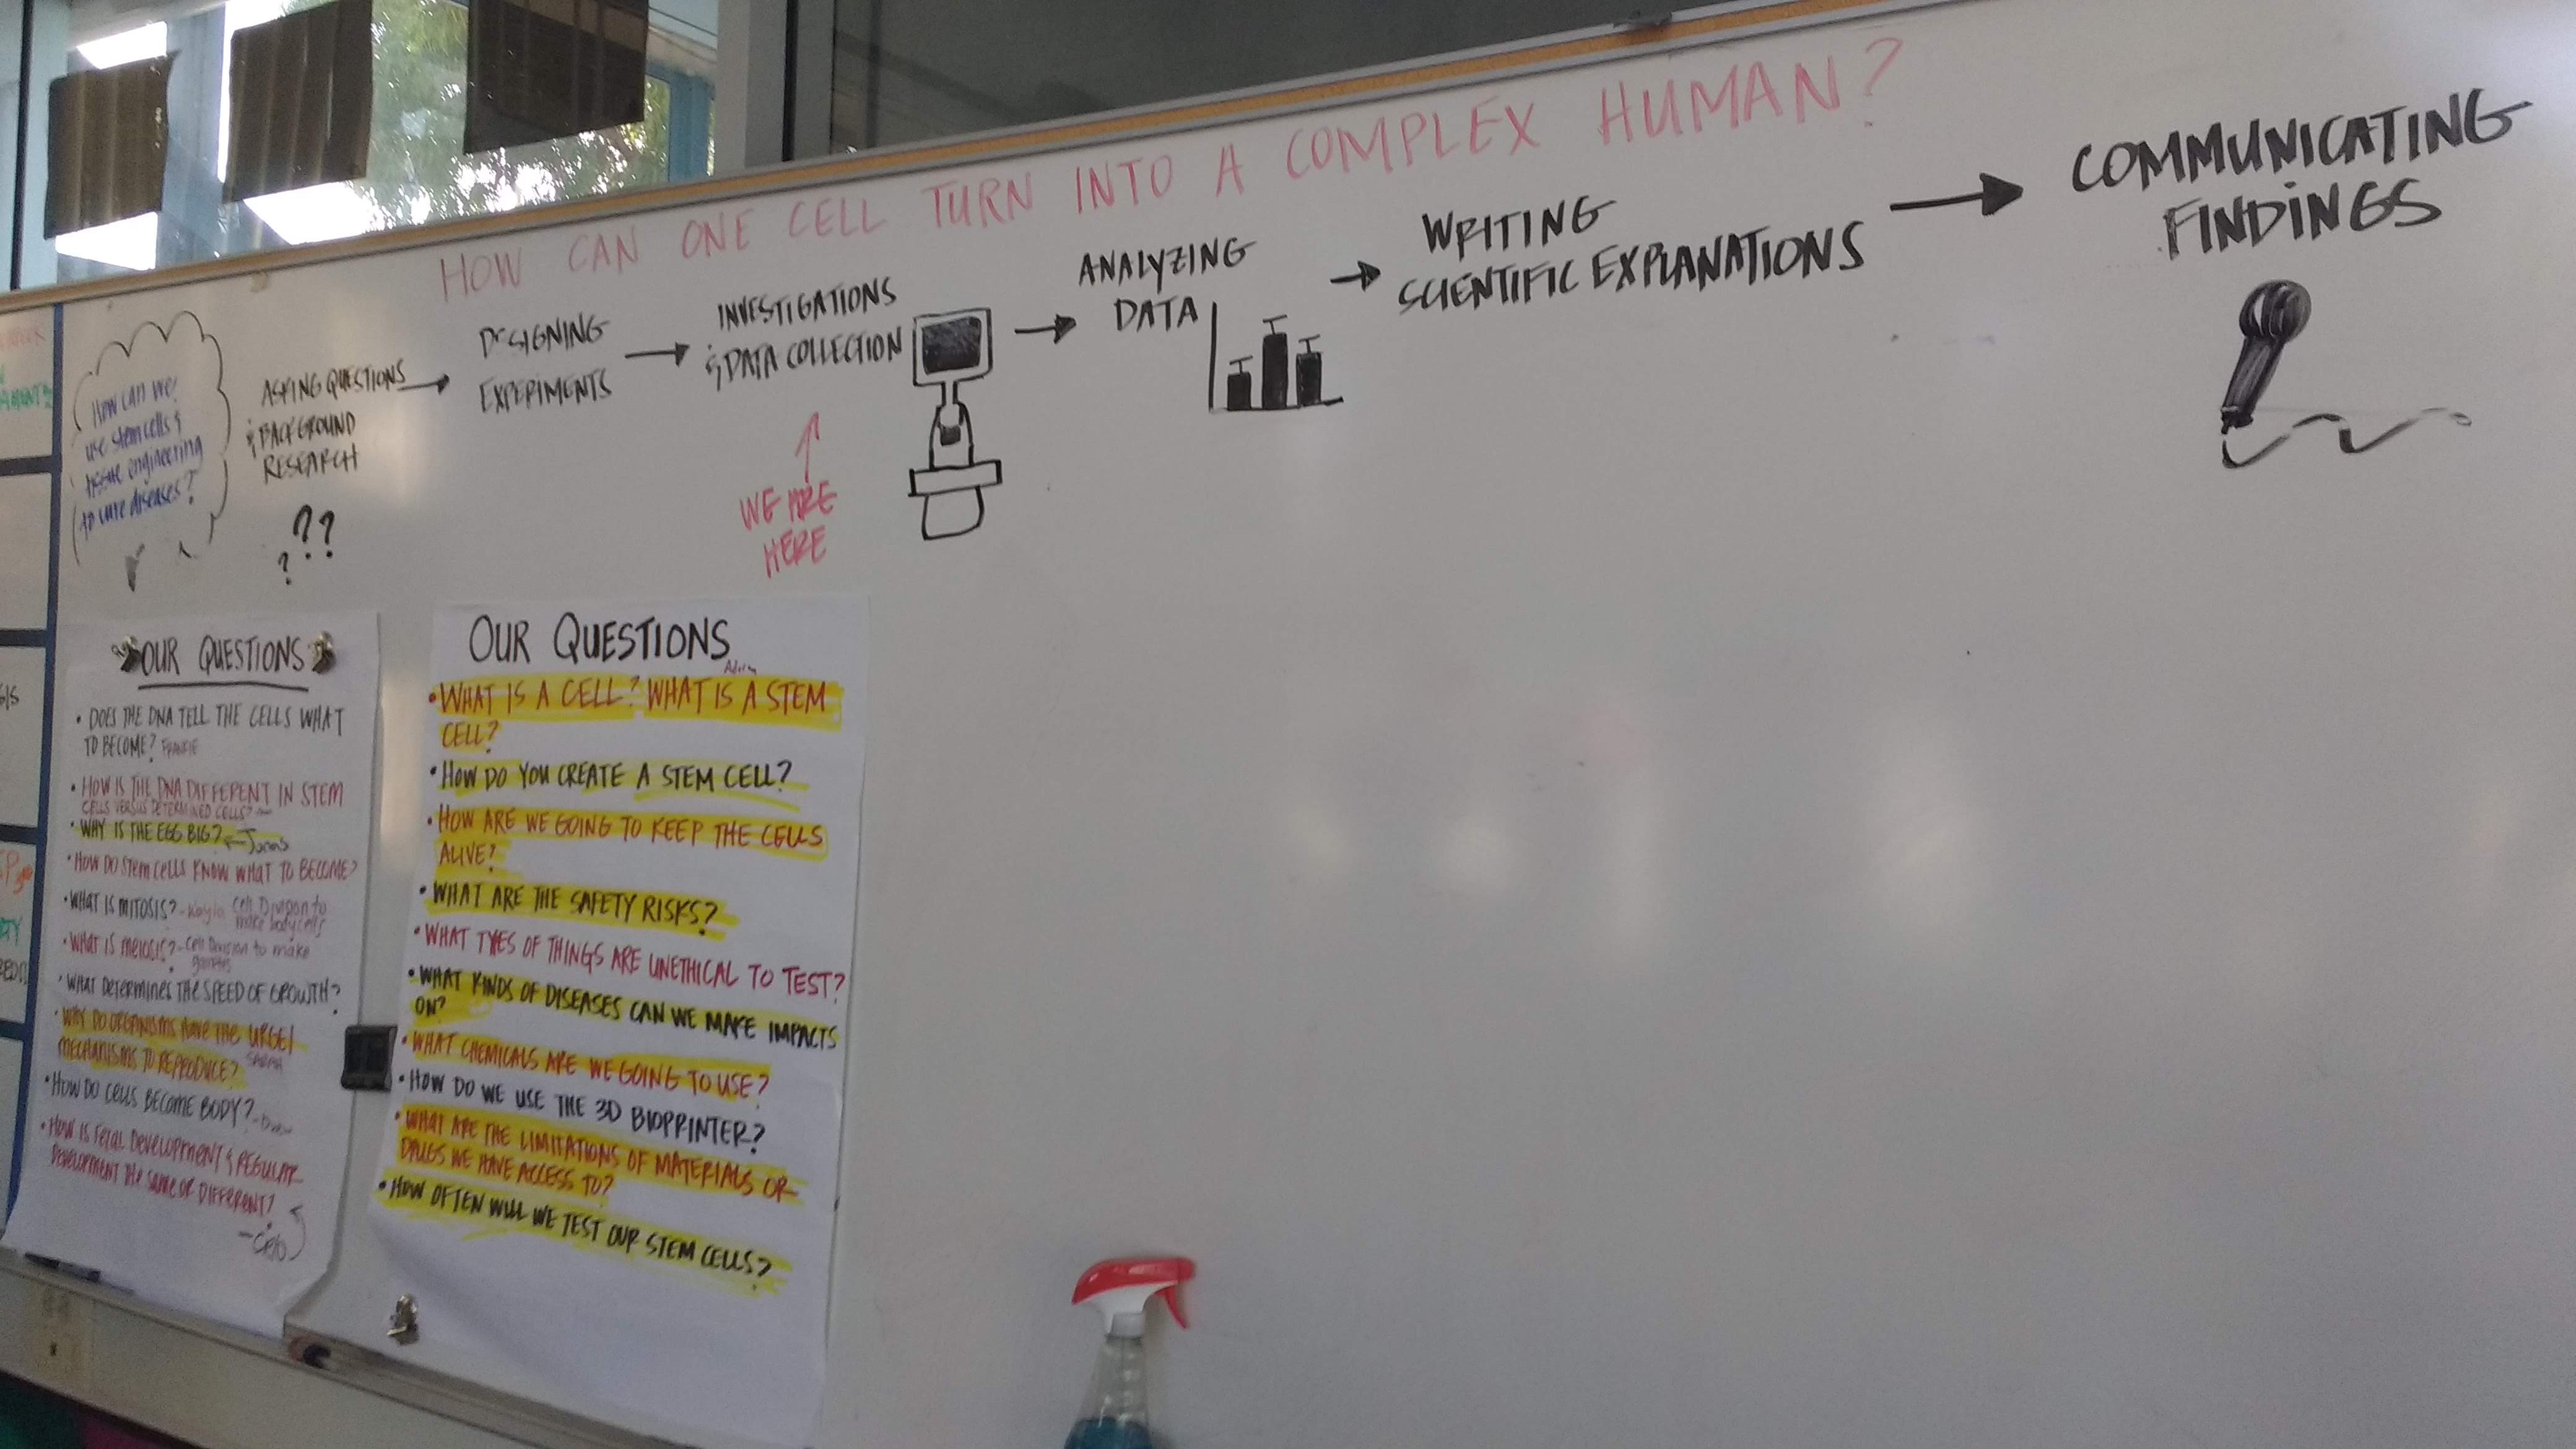 HOW CAN ONE CELL TURN INTO A COMPLEX HUMAN?
How can we
use stem cells &
tissue engineering
to cure diseases?
ASKING QUESTIONS
& BACKGROUND
RESEARCH
???
DESIGNING
EXPERIMENTS
INVESTIGATIONS
& DATA COLLECTION
WE ARE
HERE
ANALYZING
DATA
WRITING
SCIENTIFIC EXPLANATIONS
COMMUNICATING
FINDINGS
OUR QUESTIONS
• DOES THE DNA TELL THE CELLS WHAT
TO BECOME? FRANKIE
• HOW IS THE DNA DIFFERENT IN STEM
CELLS VERSUS DETERMINED CELLS?
• WHY IS THE EGG BIG? ← Jonas
• HOW DO STEM CELLS KNOW WHAT TO BECOME?
• WHAT IS MITOSIS? - Kayla Cell Division to
make body cells
• WHAT IS MEIOSIS? - Cell Division to make
gametes
• WHAT DETERMINES THE SPEED OF GROWTH?
• WHY DO ORGANISMS HAVE THE URGE/
MECHANISMS TO REPRODUCE? SARAH
• HOW DO CELLS BECOME BODY?
• HOW IS FETAL DEVELOPMENT & REGULAR
DEVELOPMENT THE SAME OR DIFFERENT?
OUR QUESTIONS
• WHAT IS A CELL? WHAT IS A STEM
CELL?
• HOW DO YOU CREATE A STEM CELL?
• HOW ARE WE GOING TO KEEP THE CELLS
ALIVE?
• WHAT ARE THE SAFETY RISKS?
• WHAT TYPES OF THINGS ARE UNETHICAL TO TEST?
• WHAT KINDS OF DISEASES CAN WE MAKE IMPACTS
ON?
• WHAT CHEMICALS ARE WE GOING TO USE?
• HOW DO WE USE THE 3D BIOPRINTER?
• WHAT ARE THE LIMITATIONS OF MATERIALS OR
DRUGS WE HAVE ACCESS TO?
• HOW OFTEN WILL WE TEST OUR STEM CELLS?